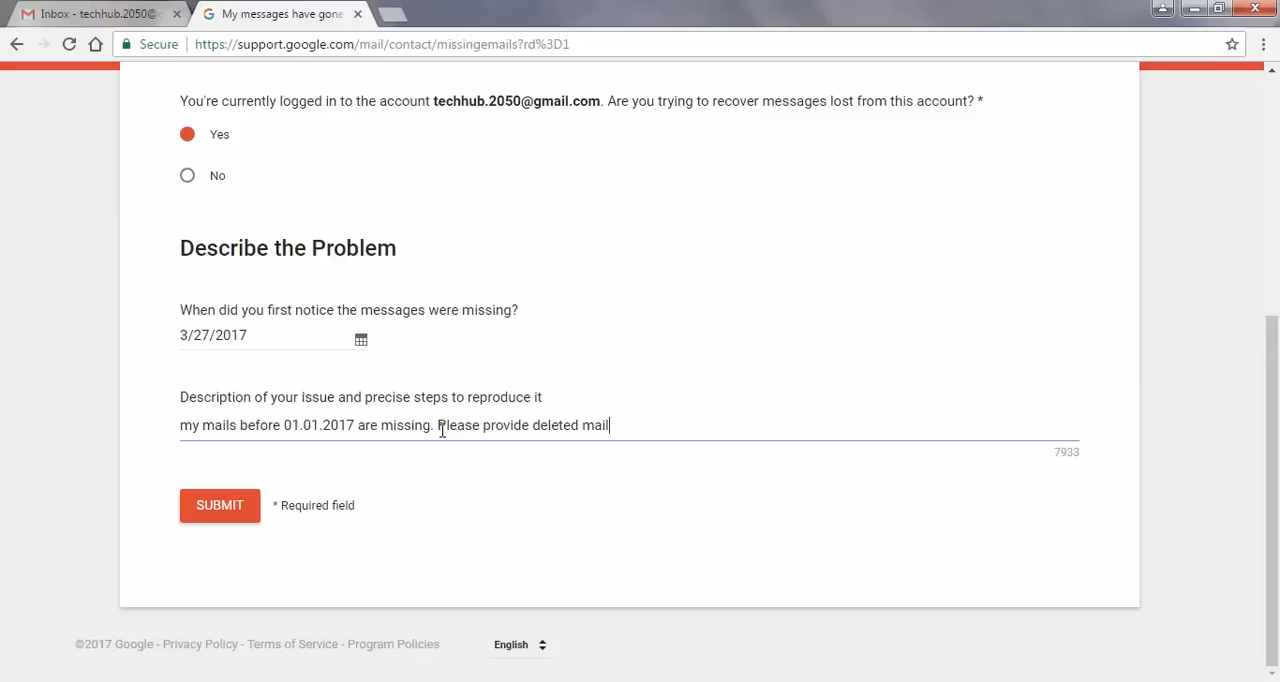 Inbox - techhub.2050@g
My messages have gone
Secure
https://support.google.com/mail/contact/missingemails?rd%3D1
You're currently logged in to the account techhub.2050@gmail.com. Are you trying to recover messages lost from this account? *
Yes
No
Describe the Problem
When did you first notice the messages were missing?
3/27/2017
Description of your issue and precise steps to reproduce it
my mails before 01.01.2017 are missing. Please provide deleted mail
7933
SUBMIT
* Required field
©2017 Google - Privacy Policy - Terms of Service - Program Policies
English